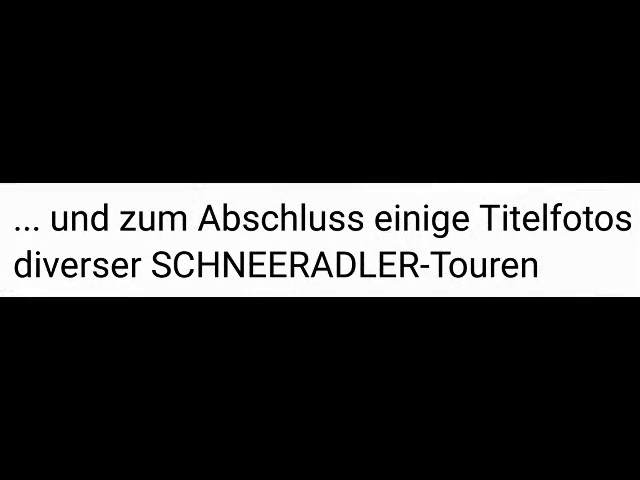 ... und zum Abschluss einige Titelfotos
diverser SCHNEERADLER-Touren